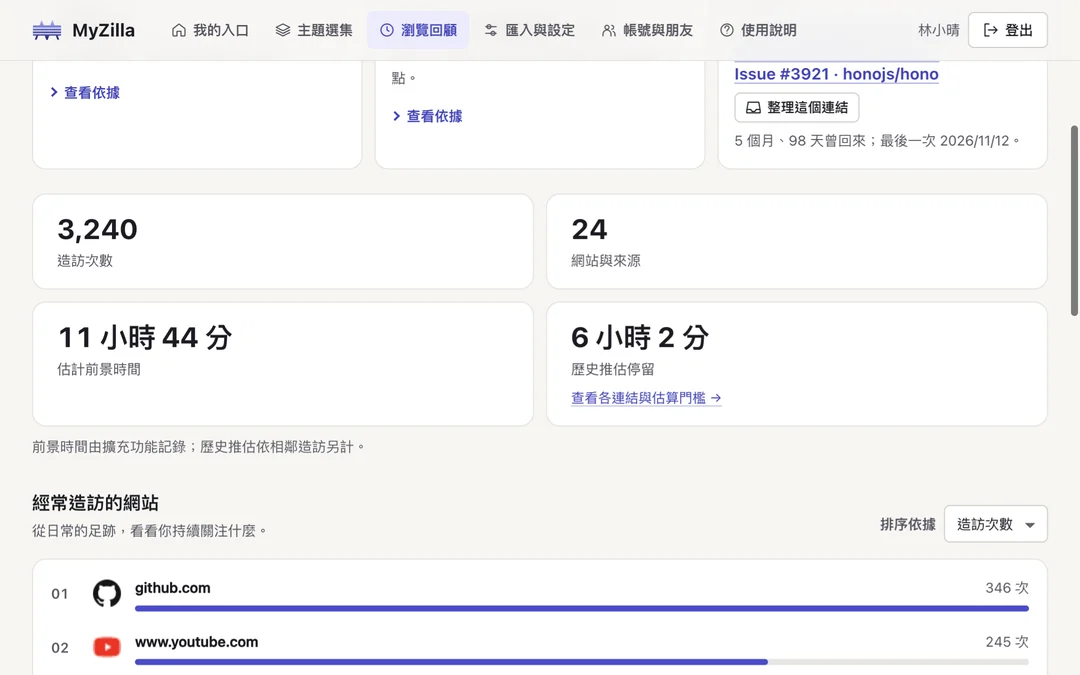 MyZilla
我的入口
主題選集
瀏覽回顧
匯入與設定
帳號與朋友
使用說明
林小晴
登出
查看依據
點。
查看依據
Issue #3921 · honojs/hono
整理這個連結
5 個月、98 天曾回來；最後一次 2026/11/12。
3,240
造訪次數
24
網站與來源
11 小時 44 分
估計前景時間
6 小時 2 分
歷史推估停留
查看各連結與估算門檻 →
前景時間由擴充功能記錄；歷史推估依相鄰造訪另計。
經常造訪的網站
從日常的足跡，看看你持續關注什麼。
排序依據
造訪次數
01
github.com
346 次
02
www.youtube.com
245 次